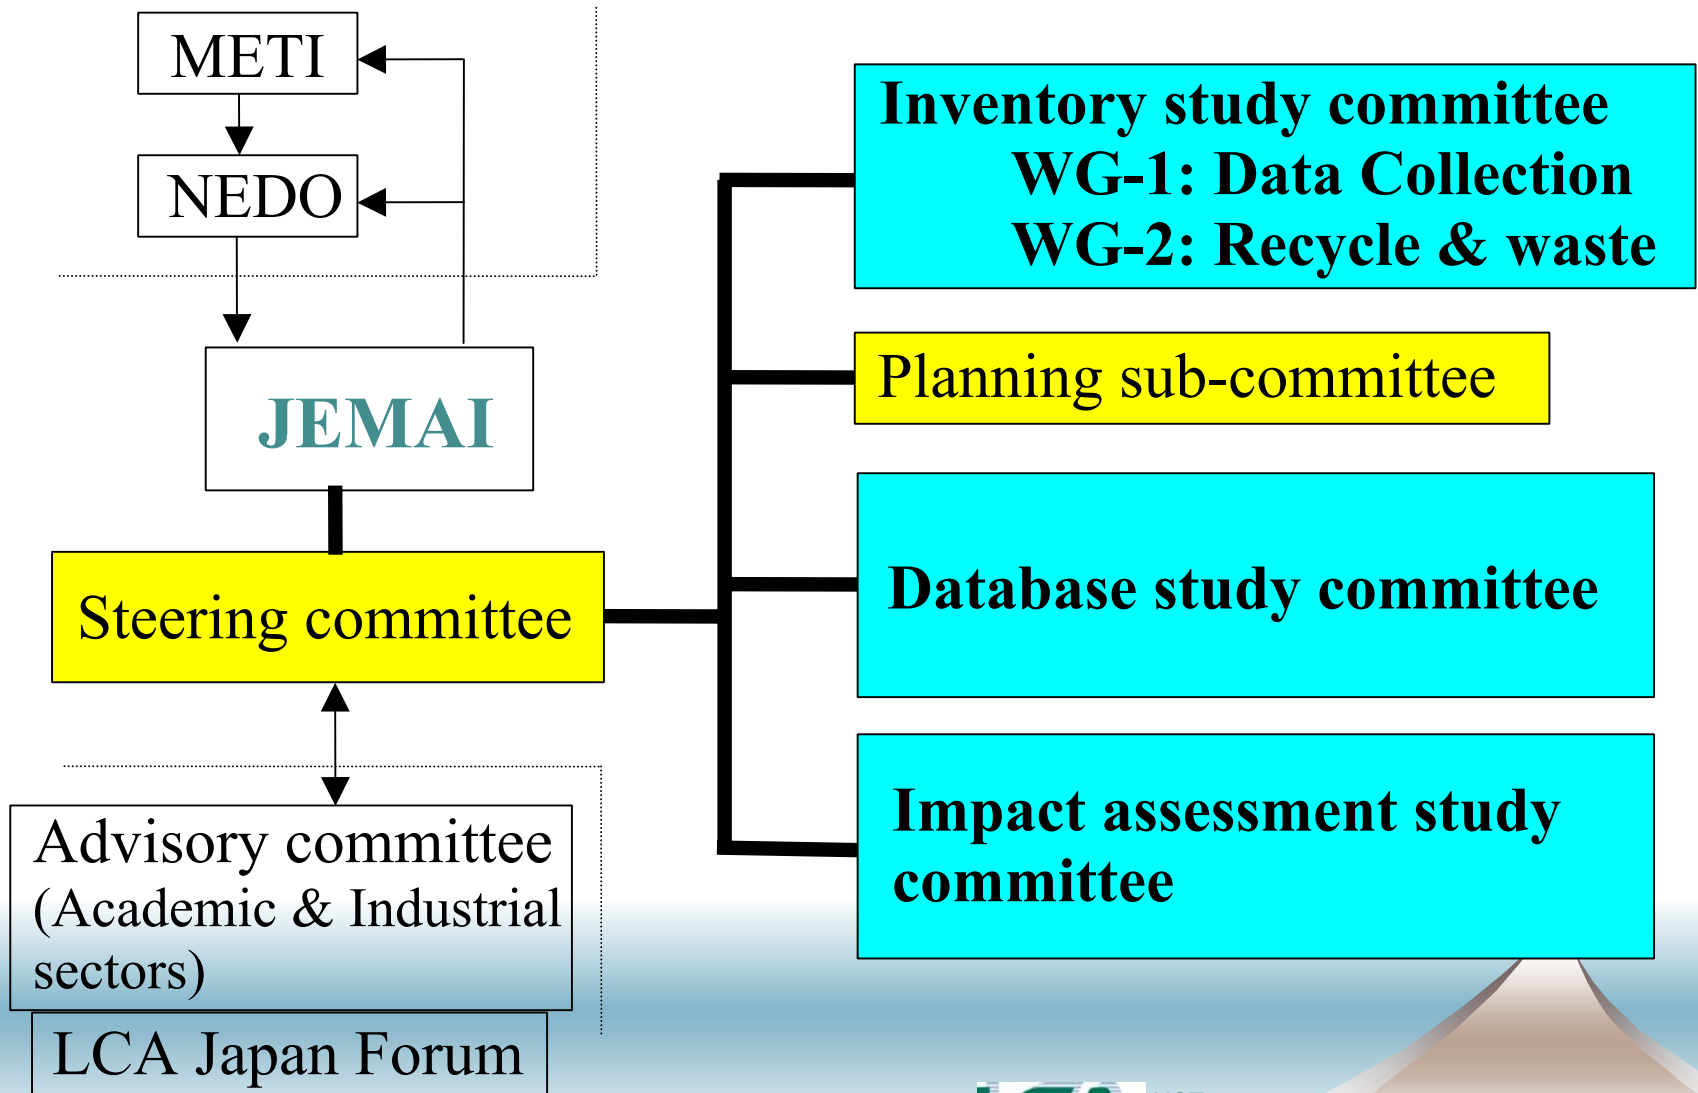 METI
NEDO
JEMAI
Steering committee
Advisory committee
(Academic & Industrial
sectors)
LCA Japan Forum
Inventory study committee
WG-1: Data Collection
WG-2: Recycle & waste
Planning sub-committee
Database study committee
Impact assessment study
committee